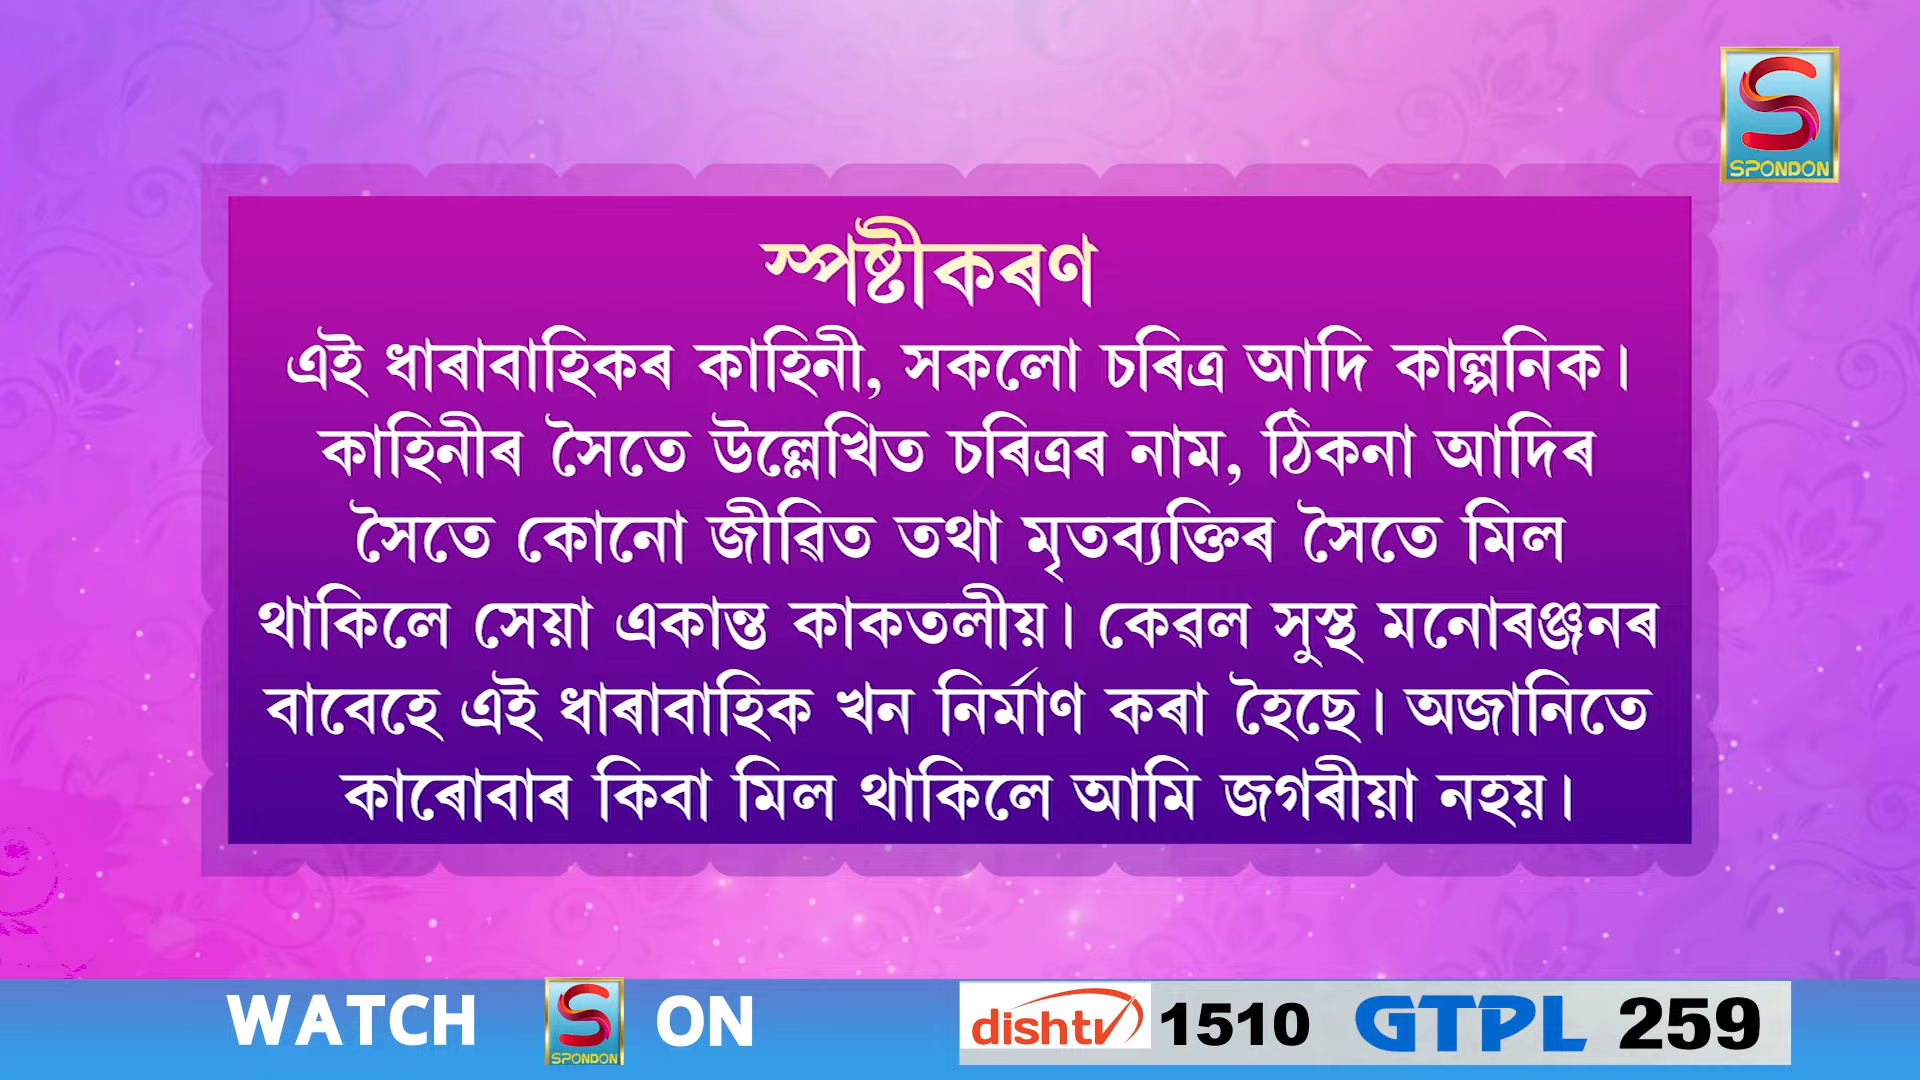 SPONDON
স্পষ্টীকৰণ
এই ধাৰাবাহিকৰ কাহিনী, সকলো চৰিত্ৰ আদি কাল্পনিক।
কাহিনীৰ সৈতে উল্লেখিত চৰিত্ৰৰ নাম, ঠিকনা আদিৰ
সৈতে কোনো জীৱিত তথা মৃতব্যক্তিৰ সৈতে মিল
থাকিলে সেয়া একান্ত কাকতলীয়। কেৱল সুস্থ মনোৰঞ্জনৰ
বাবেহে এই ধাৰাবাহিক খন নিৰ্মাণ কৰা হৈছে। অজানিতে
কাৰোবাৰ কিবা মিল থাকিলে আমি জগৰীয়া নহয়।
WATCH SPONDON ON dishtv 1510 GTPL 259